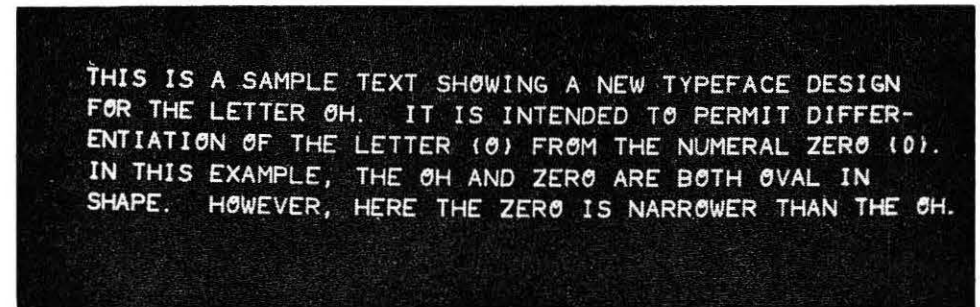 THIS IS A SAMPLE TEXT SHOWING A NEW TYPEFACE DESIGN
FOR THE LETTER OH. IT IS INTENDED TO PERMIT DIFFER-
ENTIATION OF THE LETTER (O) FROM THE NUMERAL ZERO (0).
IN THIS EXAMPLE, THE OH AND ZERO ARE BOTH OVAL IN
SHAPE. HOWEVER, HERE THE ZERO IS NARROWER THAN THE OH.